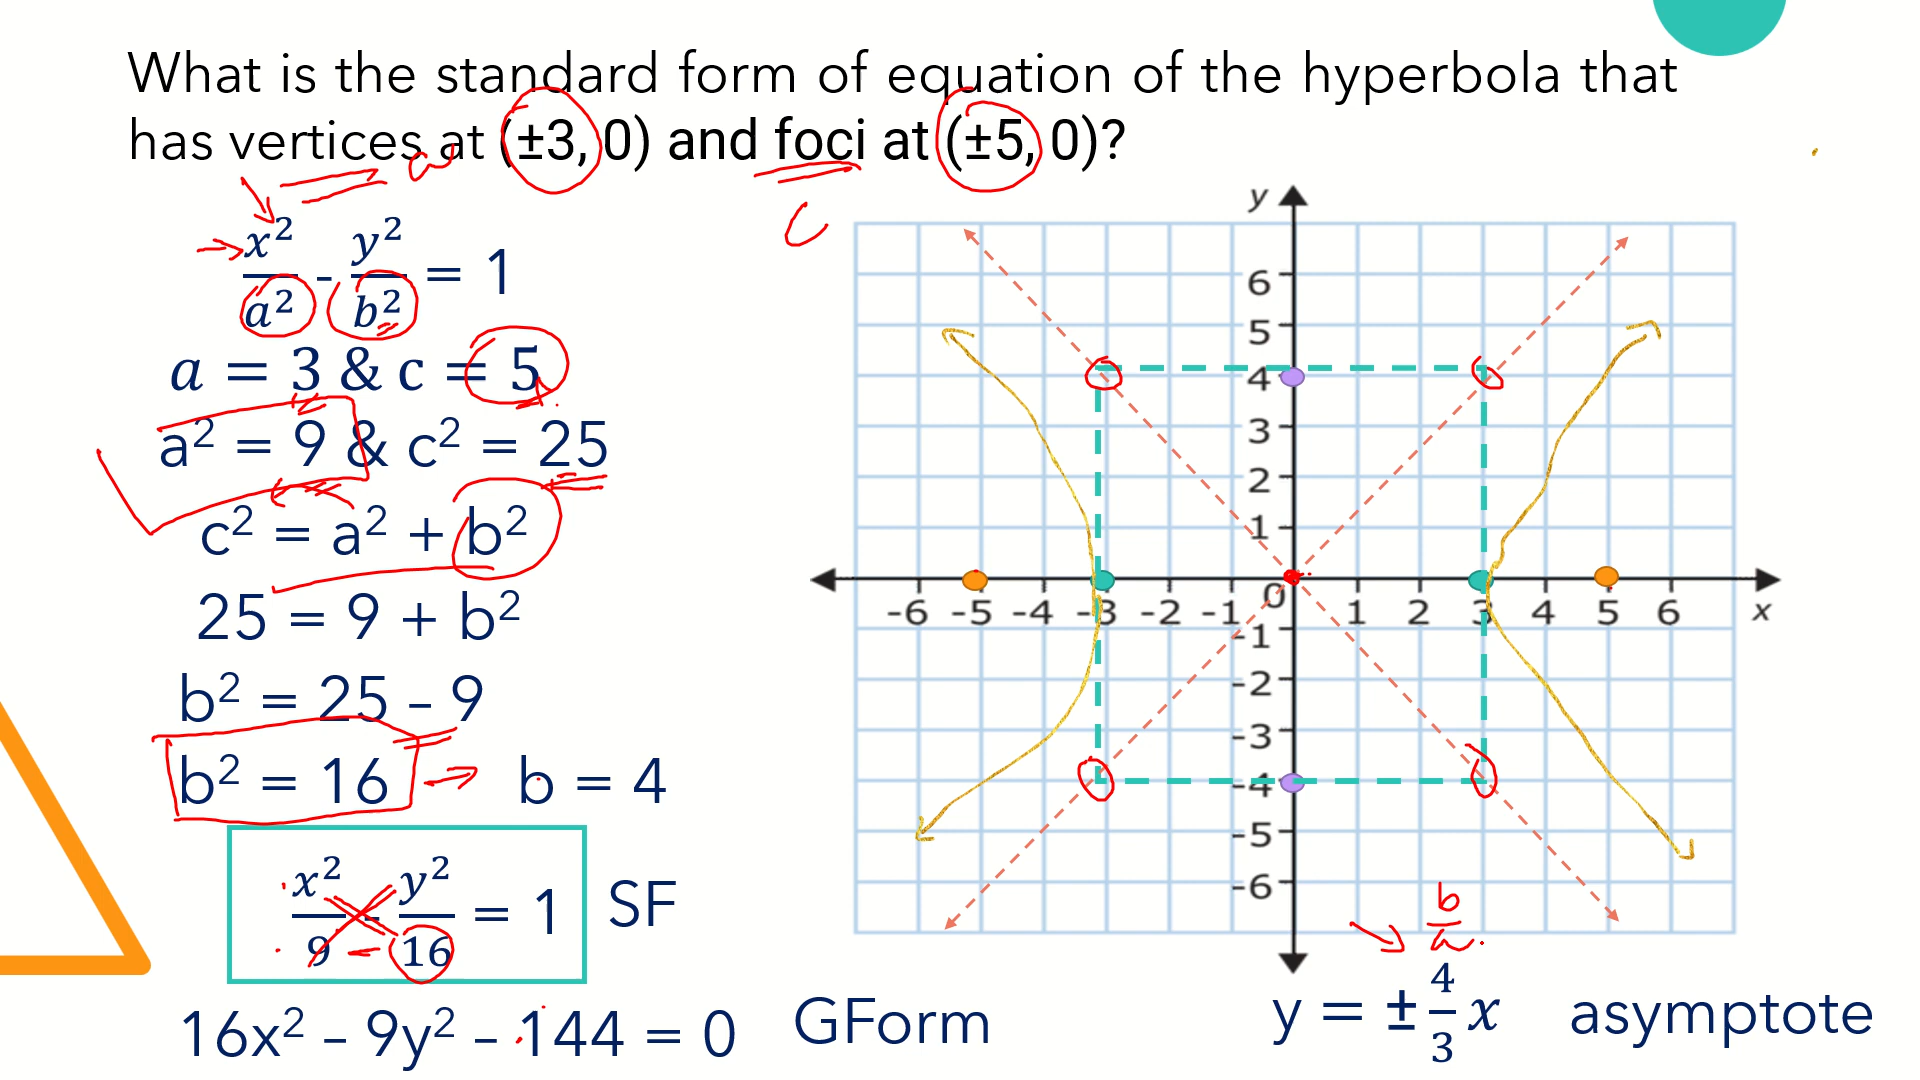 What is the standard form of equation of the hyperbola that
has vertices at (±3, 0) and foci at (±5, 0)?
a
c
x²/a² - y²/b² = 1
a = 3 & c = 5
a² = 9 & c² = 25
c² = a² + b²
25 = 9 + b²
b² = 25 – 9
b² = 16 → b = 4
x²/9 - y²/16 = 1 SF
16x² – 9y² – 144 = 0 GForm
y
6
5
4
3
2
1
0
-6 -5 -4 -3 -2 -1 1 2 3 4 5 6 x
-1
-2
-3
-4
-5
-6
b/a
y = ± 4/3 x asymptote